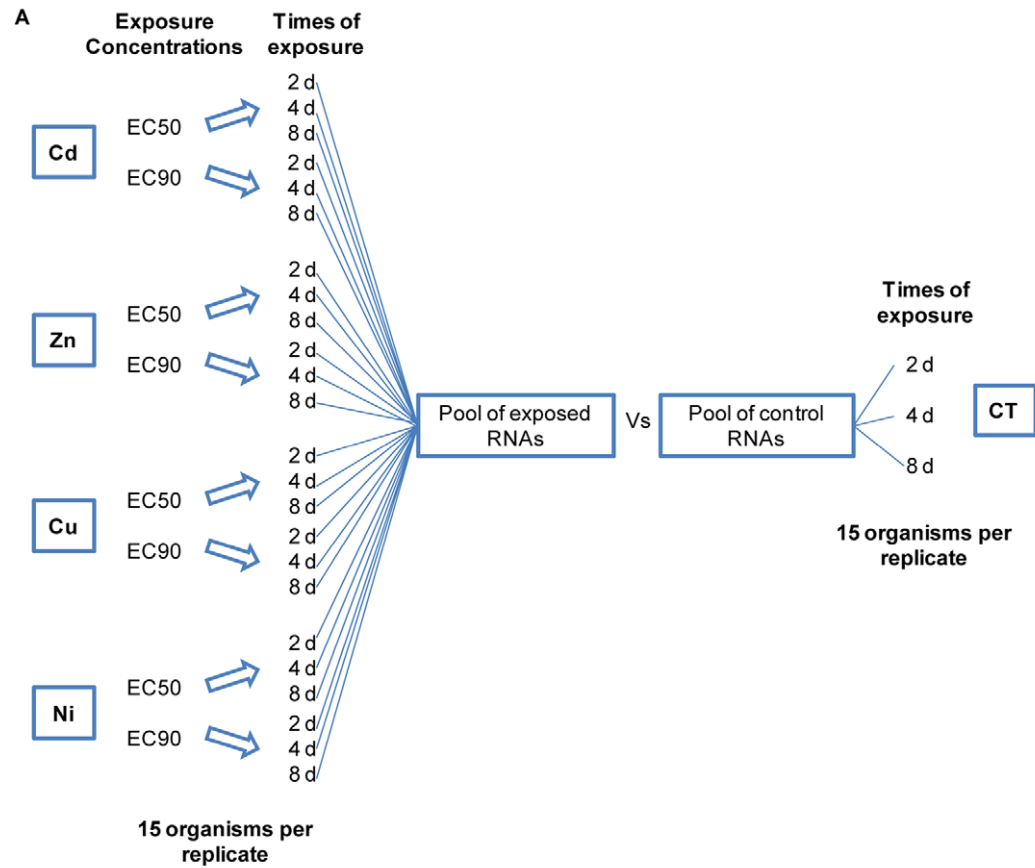 A
Exposure
Concentrations
Times of
exposure
Cd
EC50
2 d
4 d
8 d
EC90
2 d
4 d
8 d
Zn
EC50
2 d
4 d
8 d
EC90
2 d
4 d
8 d
Cu
EC50
2 d
4 d
8 d
EC90
2 d
4 d
8 d
Ni
EC50
2 d
4 d
8 d
EC90
2 d
4 d
8 d
15 organisms per
replicate
Pool of exposed
RNAs
Vs
Pool of control
RNAs
Times of
exposure
2 d
4 d
8 d
CT
15 organisms per
replicate